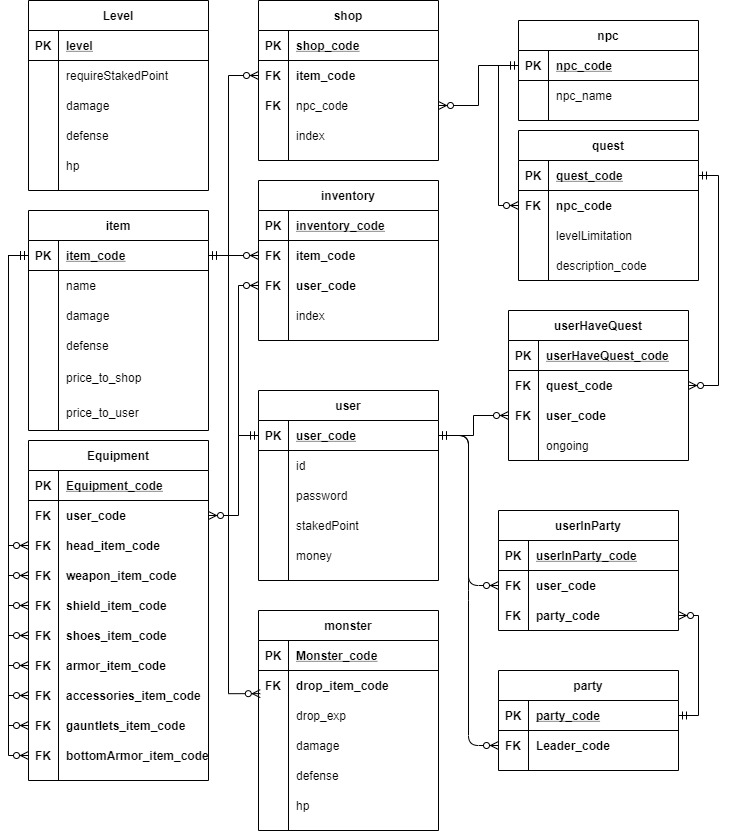 Level
PK level
requireStakedPoint
damage
defense
hp
item
PK item_code
name
damage
defense
price_to_shop
price_to_user
Equipment
PK Equipment_code
FK user_code
FK head_item_code
FK weapon_item_code
FK shield_item_code
FK shoes_item_code
FK armor_item_code
FK accessories_item_code
FK gauntlets_item_code
FK bottomArmor_item_code
shop
PK shop_code
FK item_code
FK npc_code
index
inventory
PK inventory_code
FK item_code
FK user_code
index
user
PK user_code
id
password
stakedPoint
money
monster
PK Monster_code
FK drop_item_code
drop_exp
damage
defense
hp
npc
PK npc_code
npc_name
quest
PK quest_code
FK npc_code
levelLimitation
description_code
userHaveQuest
PK userHaveQuest_code
FK quest_code
FK user_code
ongoing
userInParty
PK userInParty_code
FK user_code
FK party_code
party
PK party_code
FK Leader_code